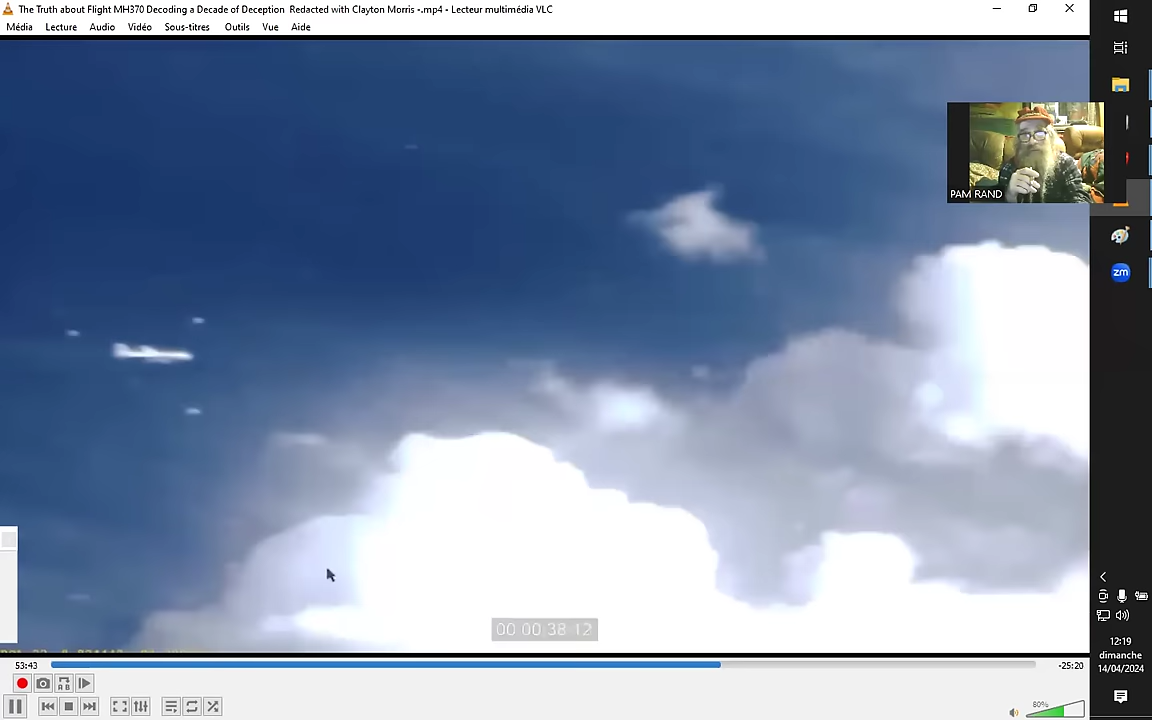 The Truth about Flight MH370 Decoding a Decade of Deception Redacted with Clayton Morris -.mp4 - Lecteur multimédia VLC
Média Lecture Audio Vidéo Sous-titres Outils Vue Aide
PAM RAND
zm
00 00 38 12
53:43
-25:20
12:19
dimanche
14/04/2024
80%